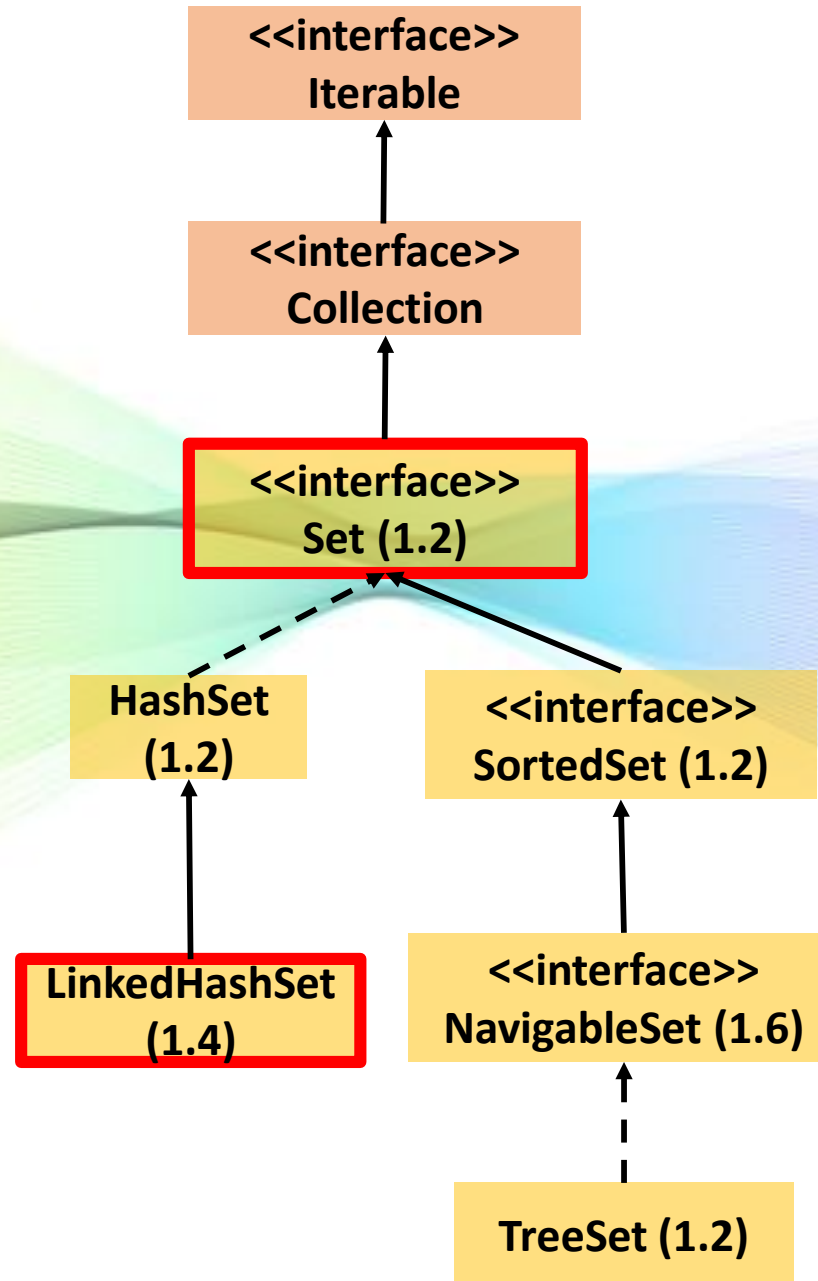 <<interface>>
Iterable
<<interface>>
Collection
<<interface>>
Set (1.2)
HashSet
(1.2)
<<interface>>
SortedSet (1.2)
LinkedHashSet
(1.4)
<<interface>>
NavigableSet (1.6)
TreeSet (1.2)